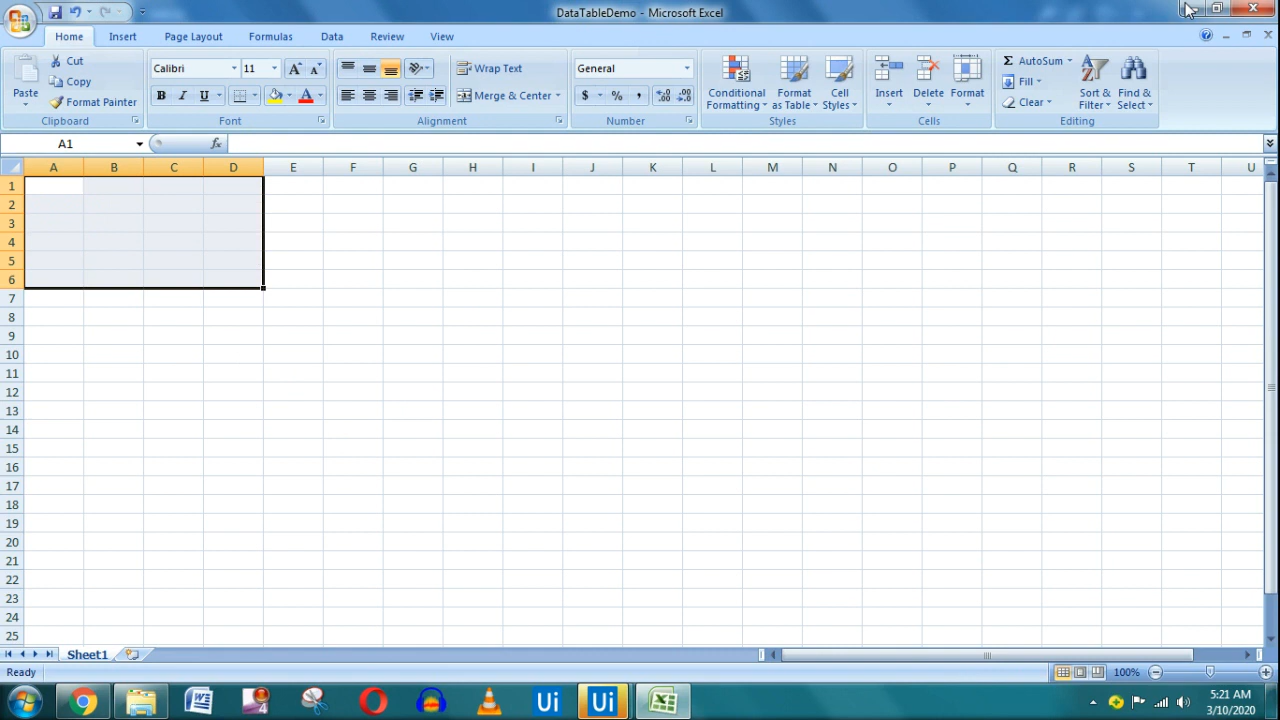 DataTableDemo - Microsoft Excel
Home Insert Page Layout Formulas Data Review View
Paste
Cut
Copy
Format Painter
Clipboard
Calibri 11
B I U
Font
Wrap Text
Merge & Center
Alignment
General
$ % ,
Number
Conditional Formatting
Format as Table
Cell Styles
Styles
Insert Delete Format
Cells
Σ AutoSum
Fill
Clear
Sort & Filter
Find & Select
Editing
A1 fx
A B C D E F G H I J K L M N O P Q R S T U
1
2
3
4
5
6
7
8
9
10
11
12
13
14
15
16
17
18
19
20
21
22
23
24
25
Sheet1
Ready 100%
Ui Ui
5:21 AM
3/10/2020